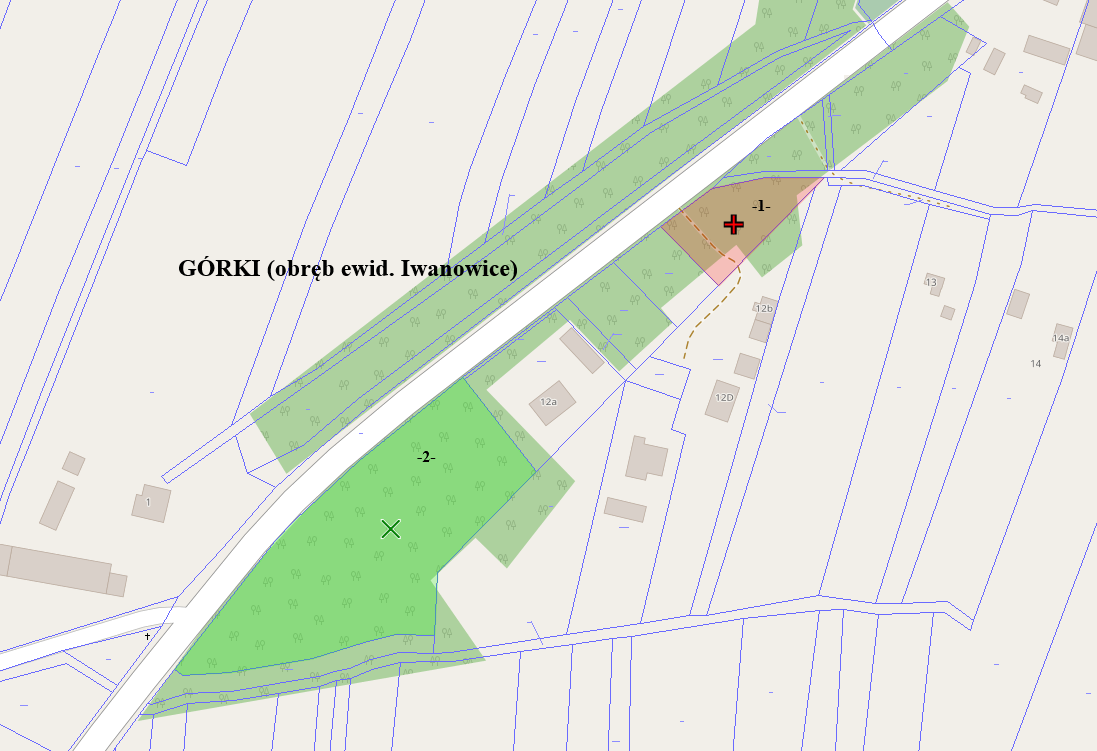 -1-
GÓRKI (obręb ewid. Iwanowice)
13
12b
14a
14
12a
12D
-2-
1